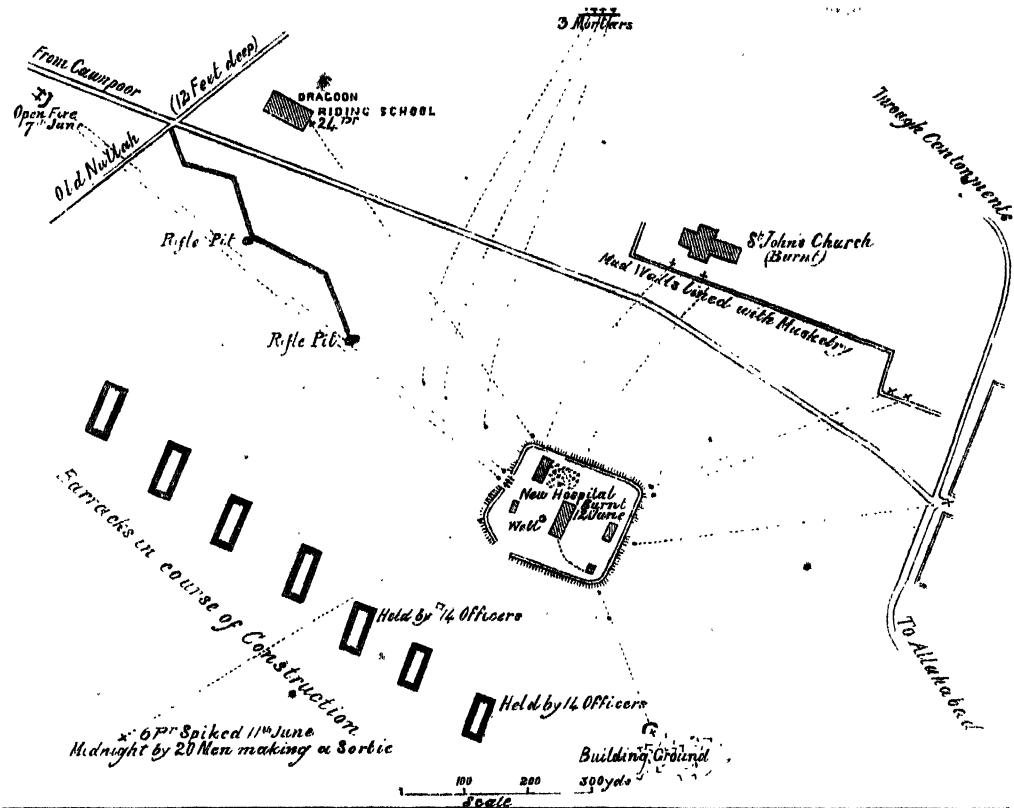 3 Mortars
From Cawnpoor
(12 Feet deep)
DRAGOON
RIDING SCHOOL
24 Pr
Open Fire
7th June
Old Nullah
Through Cantonments
Rifle Pit
St John's Church
(Burnt)
Mud Walls lined with Musketry
Rifle Pit
New Hospital
Burnt
12 June
Well
Barracks in course of Construction
Held by 14 Officers
To Allahabad
Held by 14 Officers
6 Pr Spiked 11th June
Midnight by 20 Men making a Sortie
Building Ground
100 200 300 yds
Scale